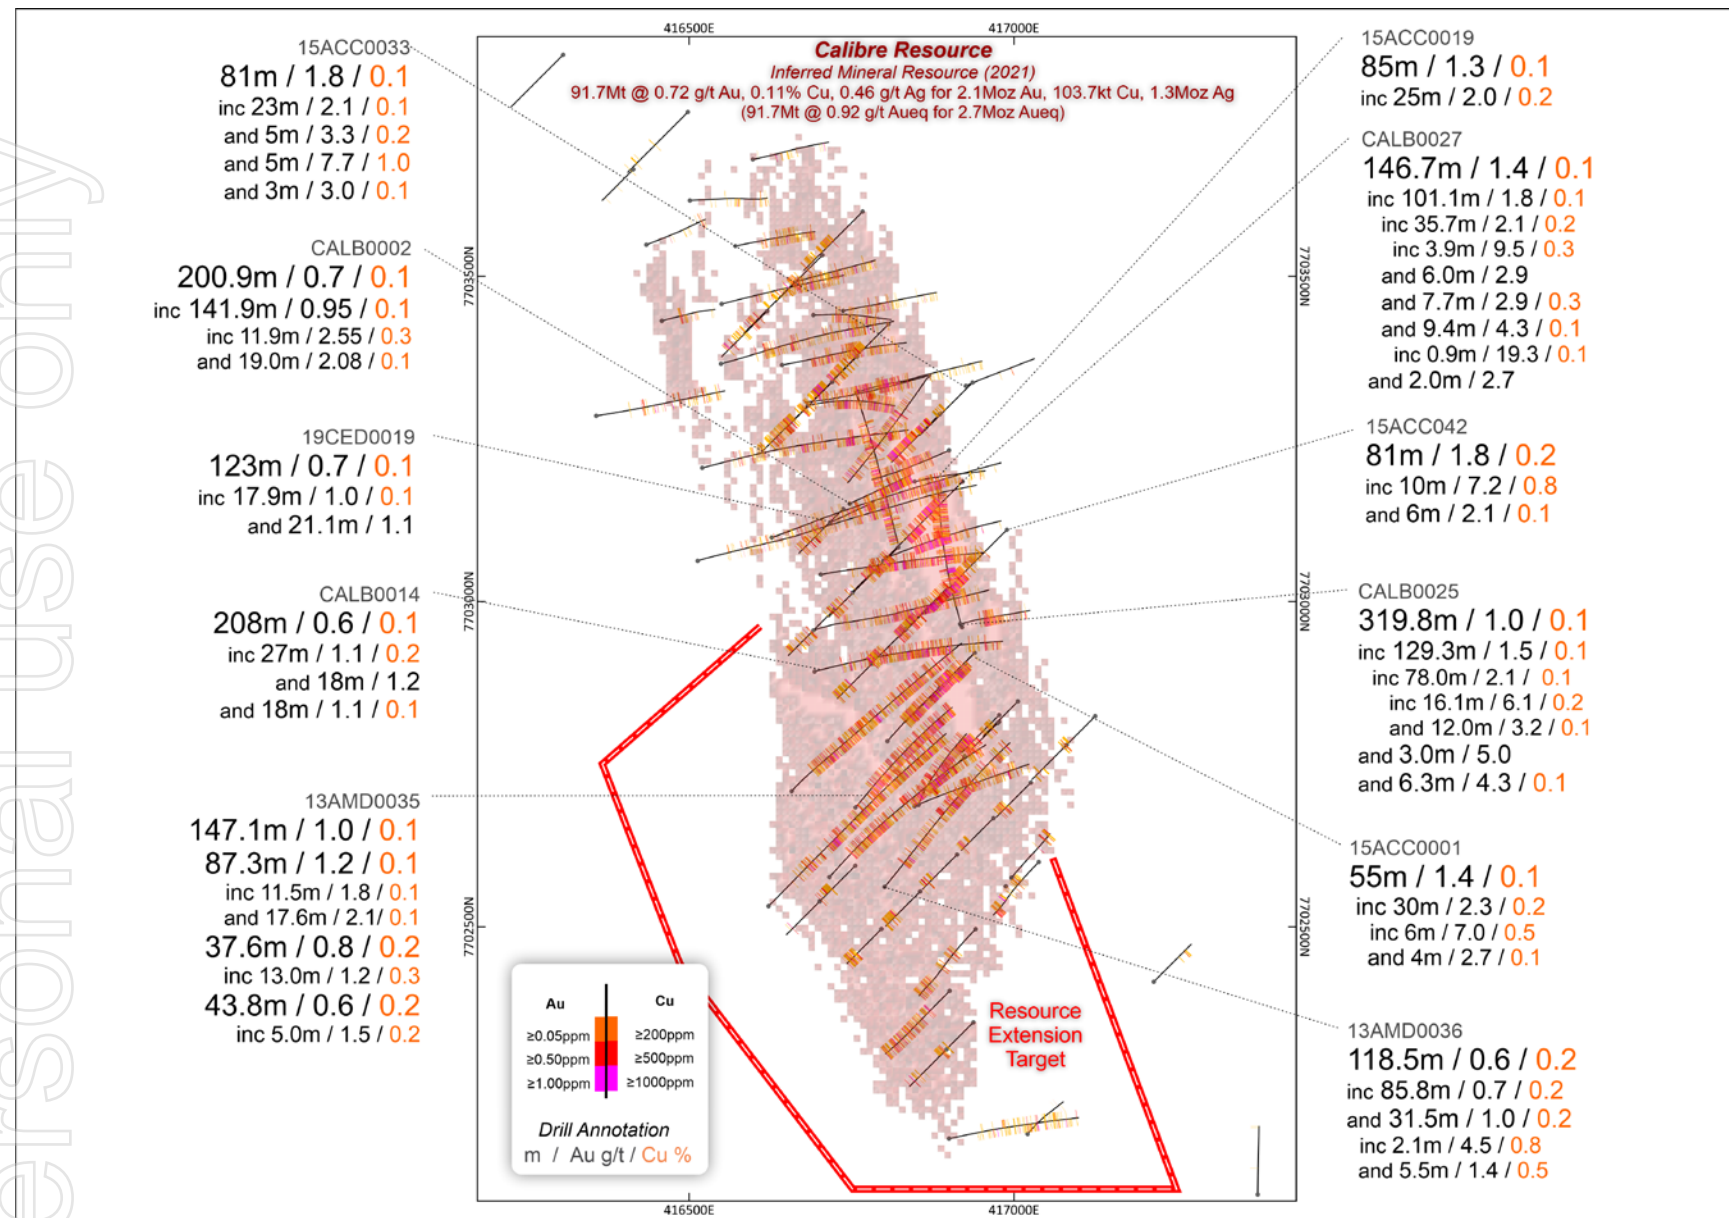 ersonal use only
416500E
417000E
Calibre Resource
Inferred Mineral Resource (2021)
91.7Mt @ 0.72 g/t Au, 0.11% Cu, 0.46 g/t Ag for 2.1Moz Au, 103.7kt Cu, 1.3Moz Ag
(91.7Mt @ 0.92 g/t Aueq for 2.7Moz Aueq)
15ACC0033
81m / 1.8 / 0.1
inc 23m / 2.1 / 0.1
and 5m / 3.3 / 0.2
and 5m / 7.7 / 1.0
and 3m / 3.0 / 0.1
CALB0002
200.9m / 0.7 / 0.1
inc 141.9m / 0.95 / 0.1
inc 11.9m / 2.55 / 0.3
and 19.0m / 2.08 / 0.1
19CED0019
123m / 0.7 / 0.1
inc 17.9m / 1.0 / 0.1
and 21.1m / 1.1
CALB0014
208m / 0.6 / 0.1
inc 27m / 1.1 / 0.2
and 18m / 1.2
and 18m / 1.1 / 0.1
13AMD0035
147.1m / 1.0 / 0.1
87.3m / 1.2 / 0.1
inc 11.5m / 1.8 / 0.1
and 17.6m / 2.1/ 0.1
37.6m / 0.8 / 0.2
inc 13.0m / 1.2 / 0.3
43.8m / 0.6 / 0.2
inc 5.0m / 1.5 / 0.2
7703500N
7703000N
7702500N
Au Cu
≥0.05ppm ≥200ppm
≥0.50ppm ≥500ppm
≥1.00ppm ≥1000ppm
Drill Annotation
m / Au g/t / Cu %
Resource
Extension
Target
7703500N
7703000N
7702500N
416500E
417000E
15ACC0019
85m / 1.3 / 0.1
inc 25m / 2.0 / 0.2
CALB0027
146.7m / 1.4 / 0.1
inc 101.1m / 1.8 / 0.1
inc 35.7m / 2.1 / 0.2
inc 3.9m / 9.5 / 0.3
and 6.0m / 2.9
and 7.7m / 2.9 / 0.3
and 9.4m / 4.3 / 0.1
inc 0.9m / 19.3 / 0.1
and 2.0m / 2.7
15ACC042
81m / 1.8 / 0.2
inc 10m / 7.2 / 0.8
and 6m / 2.1 / 0.1
CALB0025
319.8m / 1.0 / 0.1
inc 129.3m / 1.5 / 0.1
inc 78.0m / 2.1 / 0.1
inc 16.1m / 6.1 / 0.2
and 12.0m / 3.2 / 0.1
and 3.0m / 5.0
and 6.3m / 4.3 / 0.1
15ACC0001
55m / 1.4 / 0.1
inc 30m / 2.3 / 0.2
inc 6m / 7.0 / 0.5
and 4m / 2.7 / 0.1
13AMD0036
118.5m / 0.6 / 0.2
inc 85.8m / 0.7 / 0.2
and 31.5m / 1.0 / 0.2
inc 2.1m / 4.5 / 0.8
and 5.5m / 1.4 / 0.5